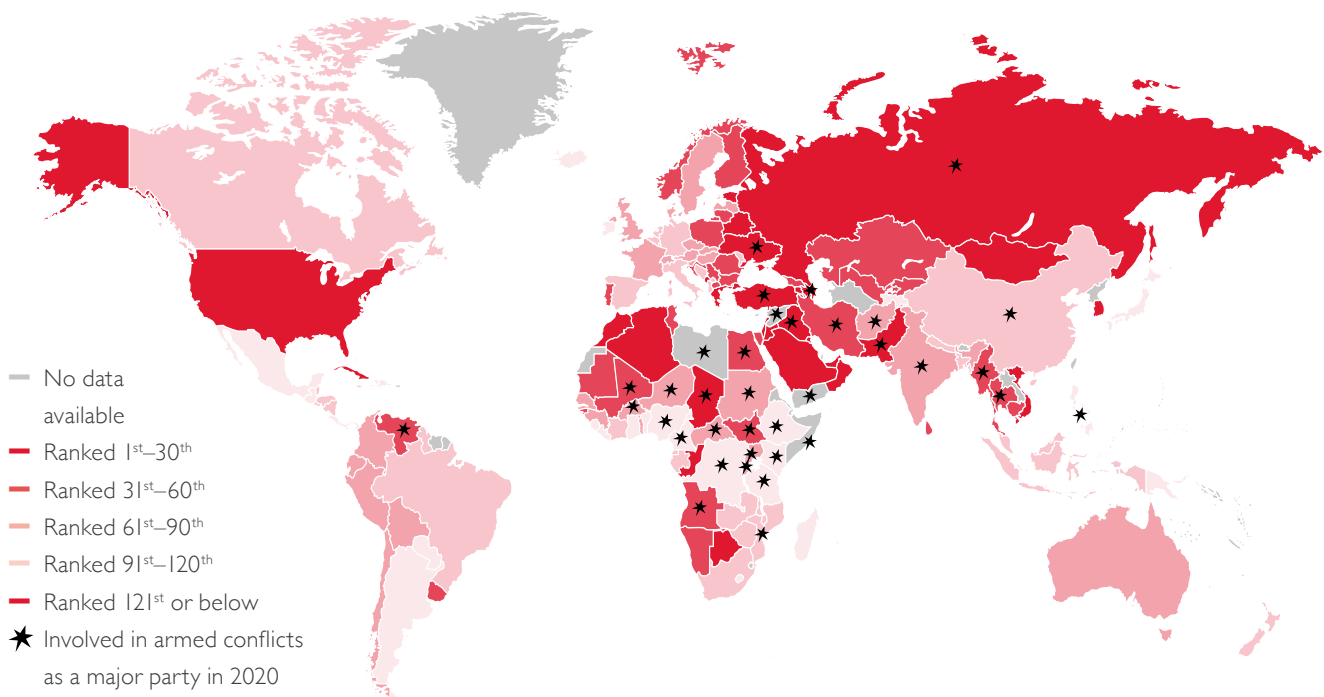 No data
available
Ranked 1st–30th
Ranked 31st–60th
Ranked 61st–90th
Ranked 91st–120th
Ranked 121st or below
Involved in armed conflicts
as a major party in 2020